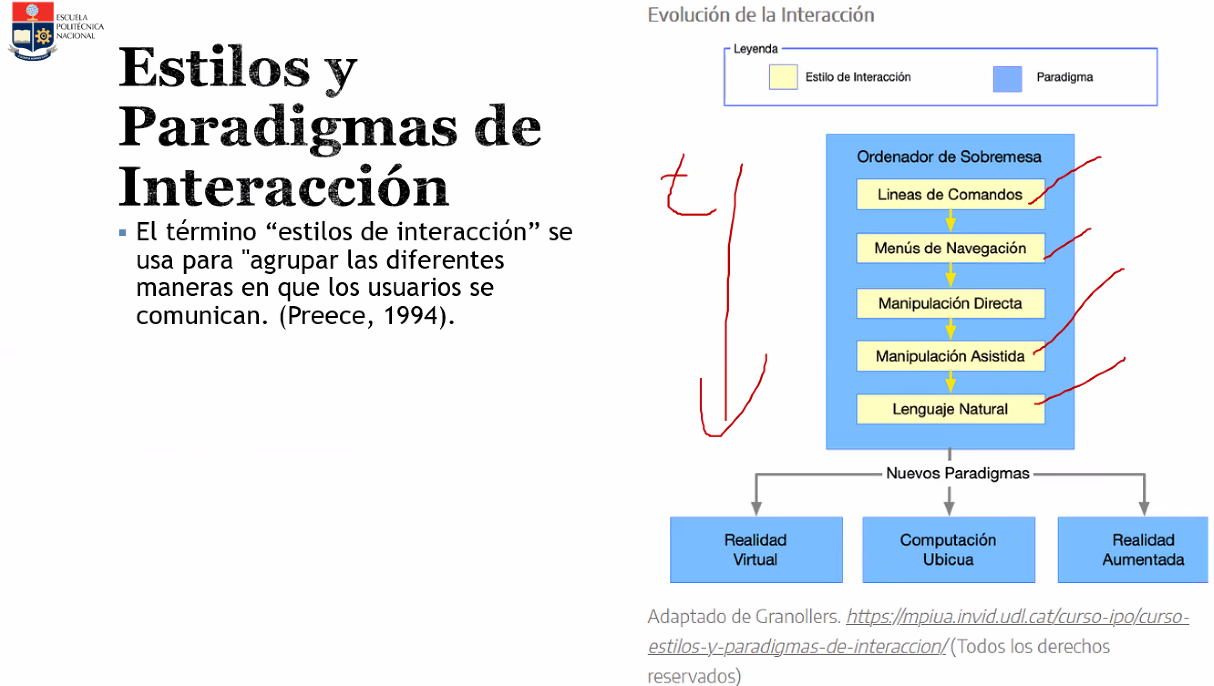 ESCUELA
POLITÉCNICA
NACIONAL
Estilos y
Paradigmas de
Interacción
▪ El término “estilos de interacción” se
usa para "agrupar las diferentes
maneras en que los usuarios se
comunican. (Preece, 1994).
Evolución de la Interacción
Leyenda
Estilo de Interacción
Paradigma
t
Ordenador de Sobremesa
Lineas de Comandos
Menús de Navegación
Manipulación Directa
Manipulación Asistida
Lenguaje Natural
Nuevos Paradigmas
Realidad
Virtual
Computación
Ubicua
Realidad
Aumentada
Adaptado de Granollers. https://mpiua.invid.udl.cat/curso-ipo/curso-
estilos-y-paradigmas-de-interaccion/ (Todos los derechos
reservados)